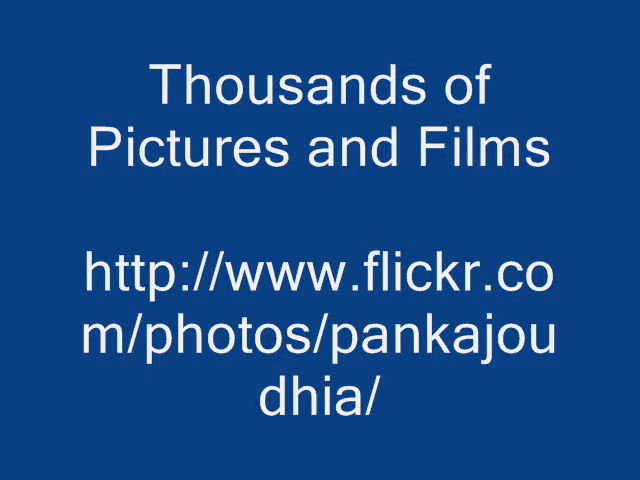 Thousands of
Pictures and Films
http://www.flickr.co
m/photos/pankajou
dhia/